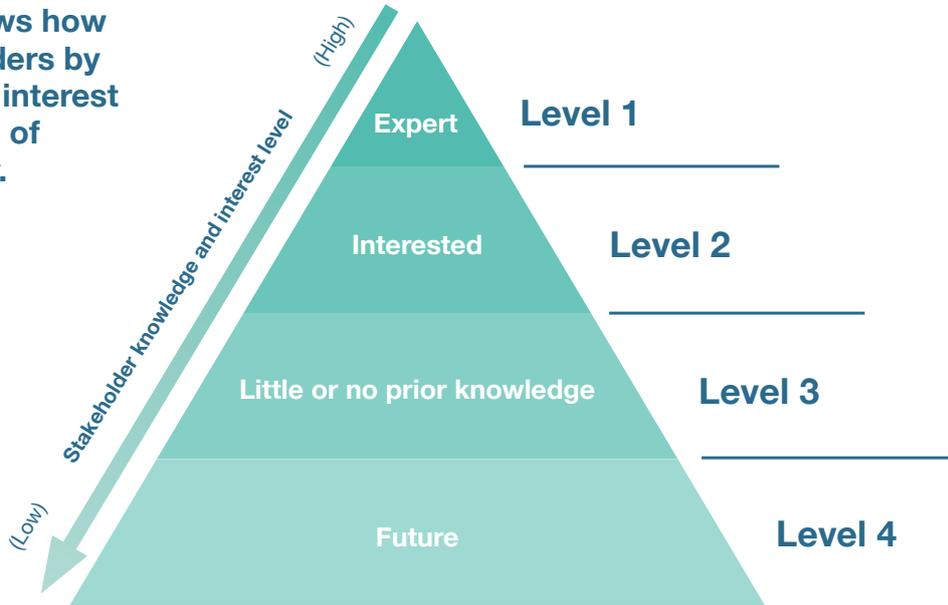 ws how
ders by
interest
of
(High)
Stakeholder knowledge and interest level
(Low)
Expert
Level 1
Interested
Level 2
Little or no prior knowledge
Level 3
Future
Level 4